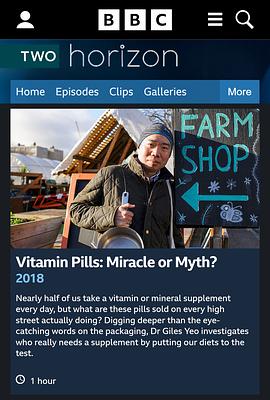 BBC
TWO horizon
Home Episodes Clips Galleries More
FARM
SHOP
Vitamin Pills: Miracle or Myth?
2018
Nearly half of us take a vitamin or mineral supplement
every day, but what are these pills sold on every high
street actually doing? Digging deeper than the eye-
catching words on the packaging, Dr Giles Yeo investigates
who really needs a supplement by putting our diets to the
test.
1 hour